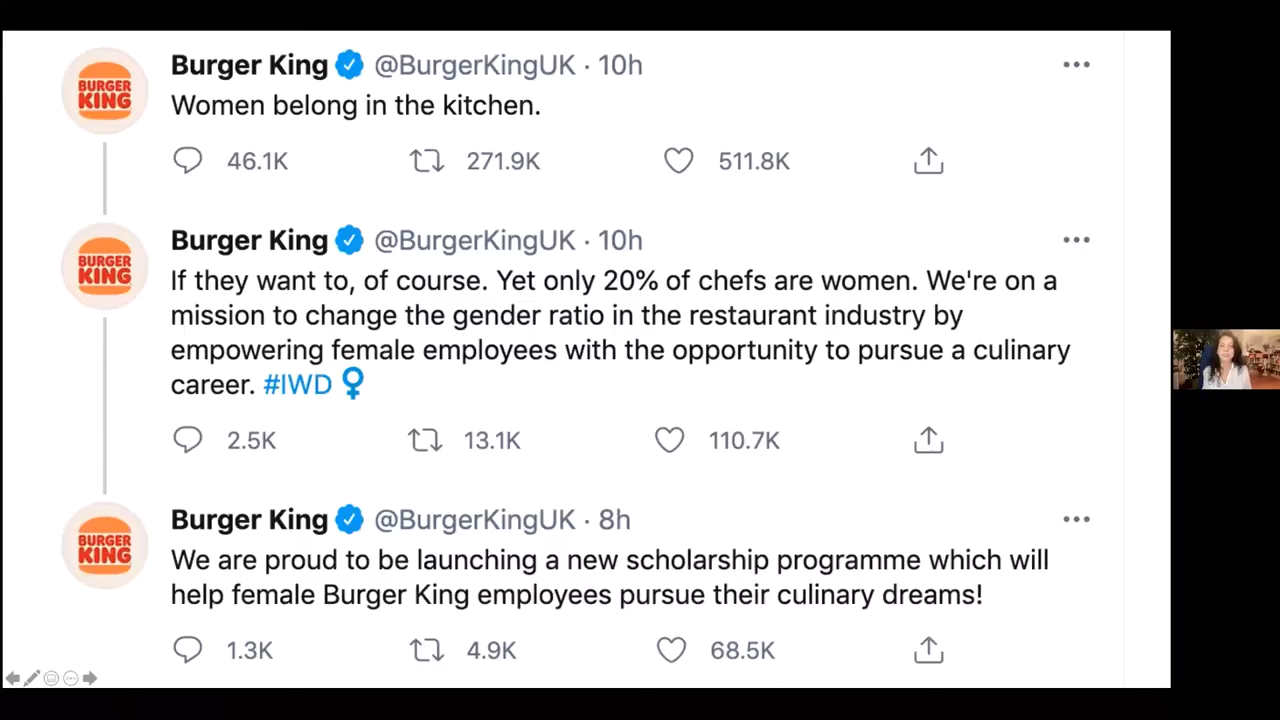 Burger King @BurgerKingUK · 10h
Women belong in the kitchen.
46.1K 271.9K 511.8K
Burger King @BurgerKingUK · 10h
If they want to, of course. Yet only 20% of chefs are women. We're on a
mission to change the gender ratio in the restaurant industry by
empowering female employees with the opportunity to pursue a culinary
career. #IWD ♀
2.5K 13.1K 110.7K
Burger King @BurgerKingUK · 8h
We are proud to be launching a new scholarship programme which will
help female Burger King employees pursue their culinary dreams!
1.3K 4.9K 68.5K
BURGER
KING
BURGER
KING
BURGER
KING